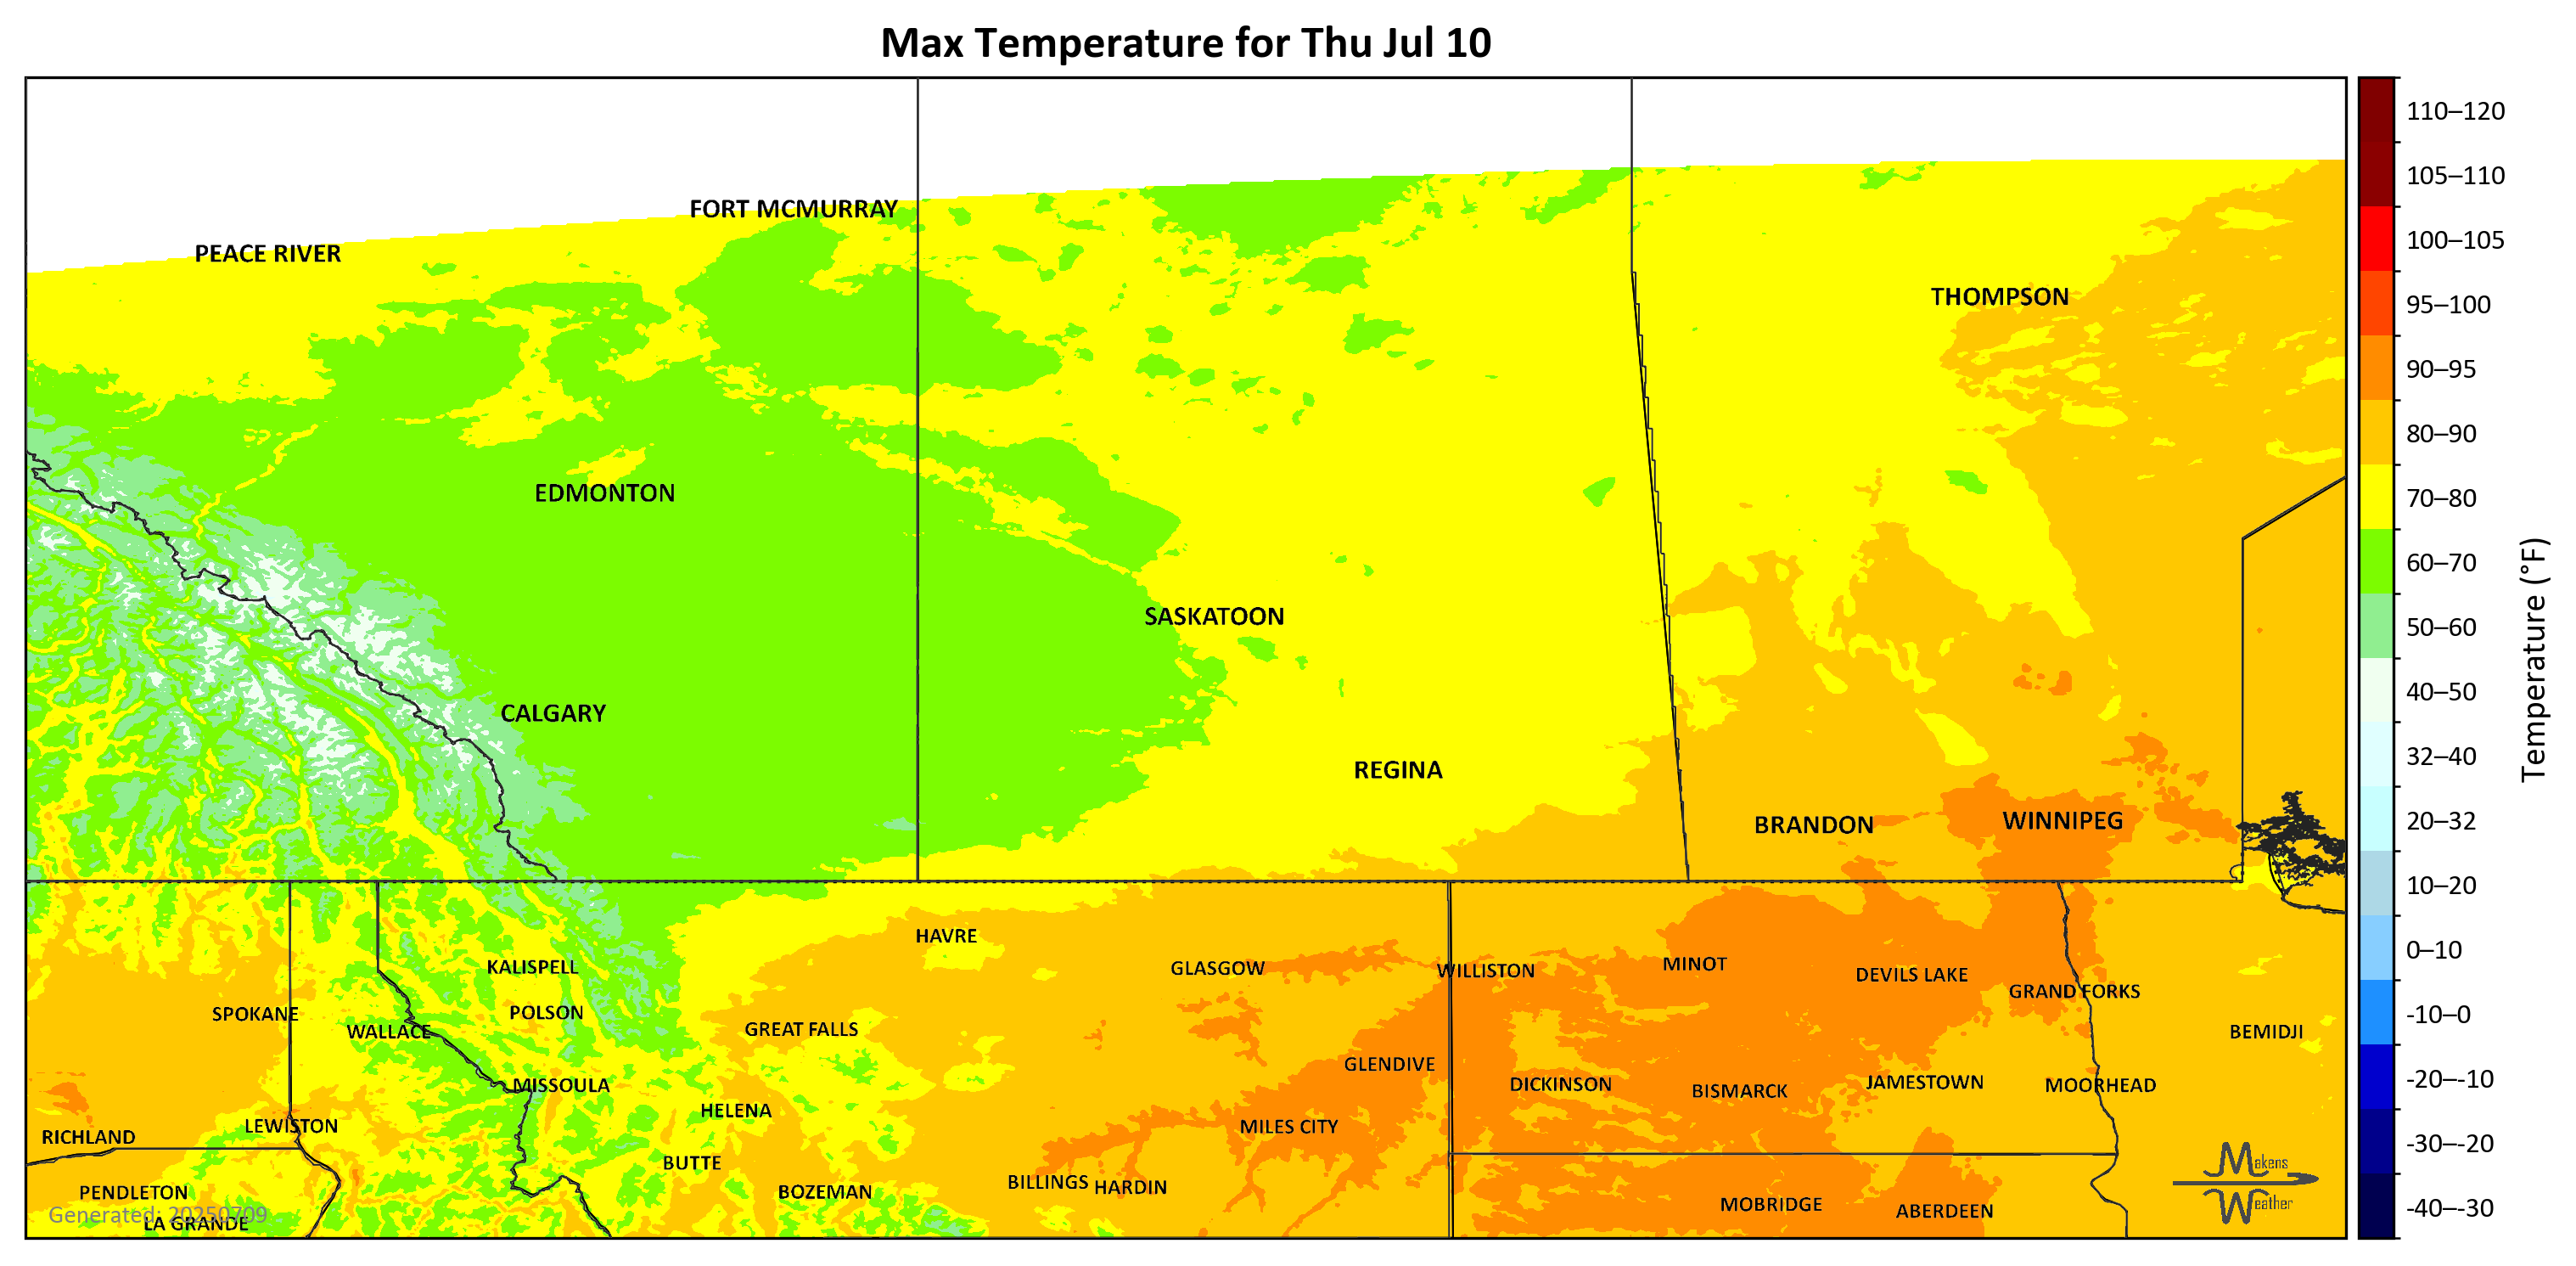 Max Temperature for Thu Jul 10
FORT MCMURRAY
PEACE RIVER
THOMPSON
EDMONTON
SASKATOON
CALGARY
REGINA
BRANDON
WINNIPEG
HAVRE
KALISPELL
GLASGOW
WILLISTON
MINOT
DEVILS LAKE
GRAND FORKS
SPOKANE
POLSON
WALLACE
GREAT FALLS
BEMIDJI
GLENDIVE
MISSOULA
DICKINSON
BISMARCK
JAMESTOWN
MOORHEAD
HELENA
LEWISTON
MILES CITY
RICHLAND
BUTTE
BILLINGS
HARDIN
PENDLETON
BOZEMAN
MOBRIDGE
ABERDEEN
Generated: 20250709
LA GRANDE
Makens
Weather
110–120
105–110
100–105
95–100
90–95
80–90
70–80
60–70
50–60
40–50
32–40
20–32
10–20
0–10
-10–0
-20–-10
-30–-20
-40–-30
Temperature (°F)